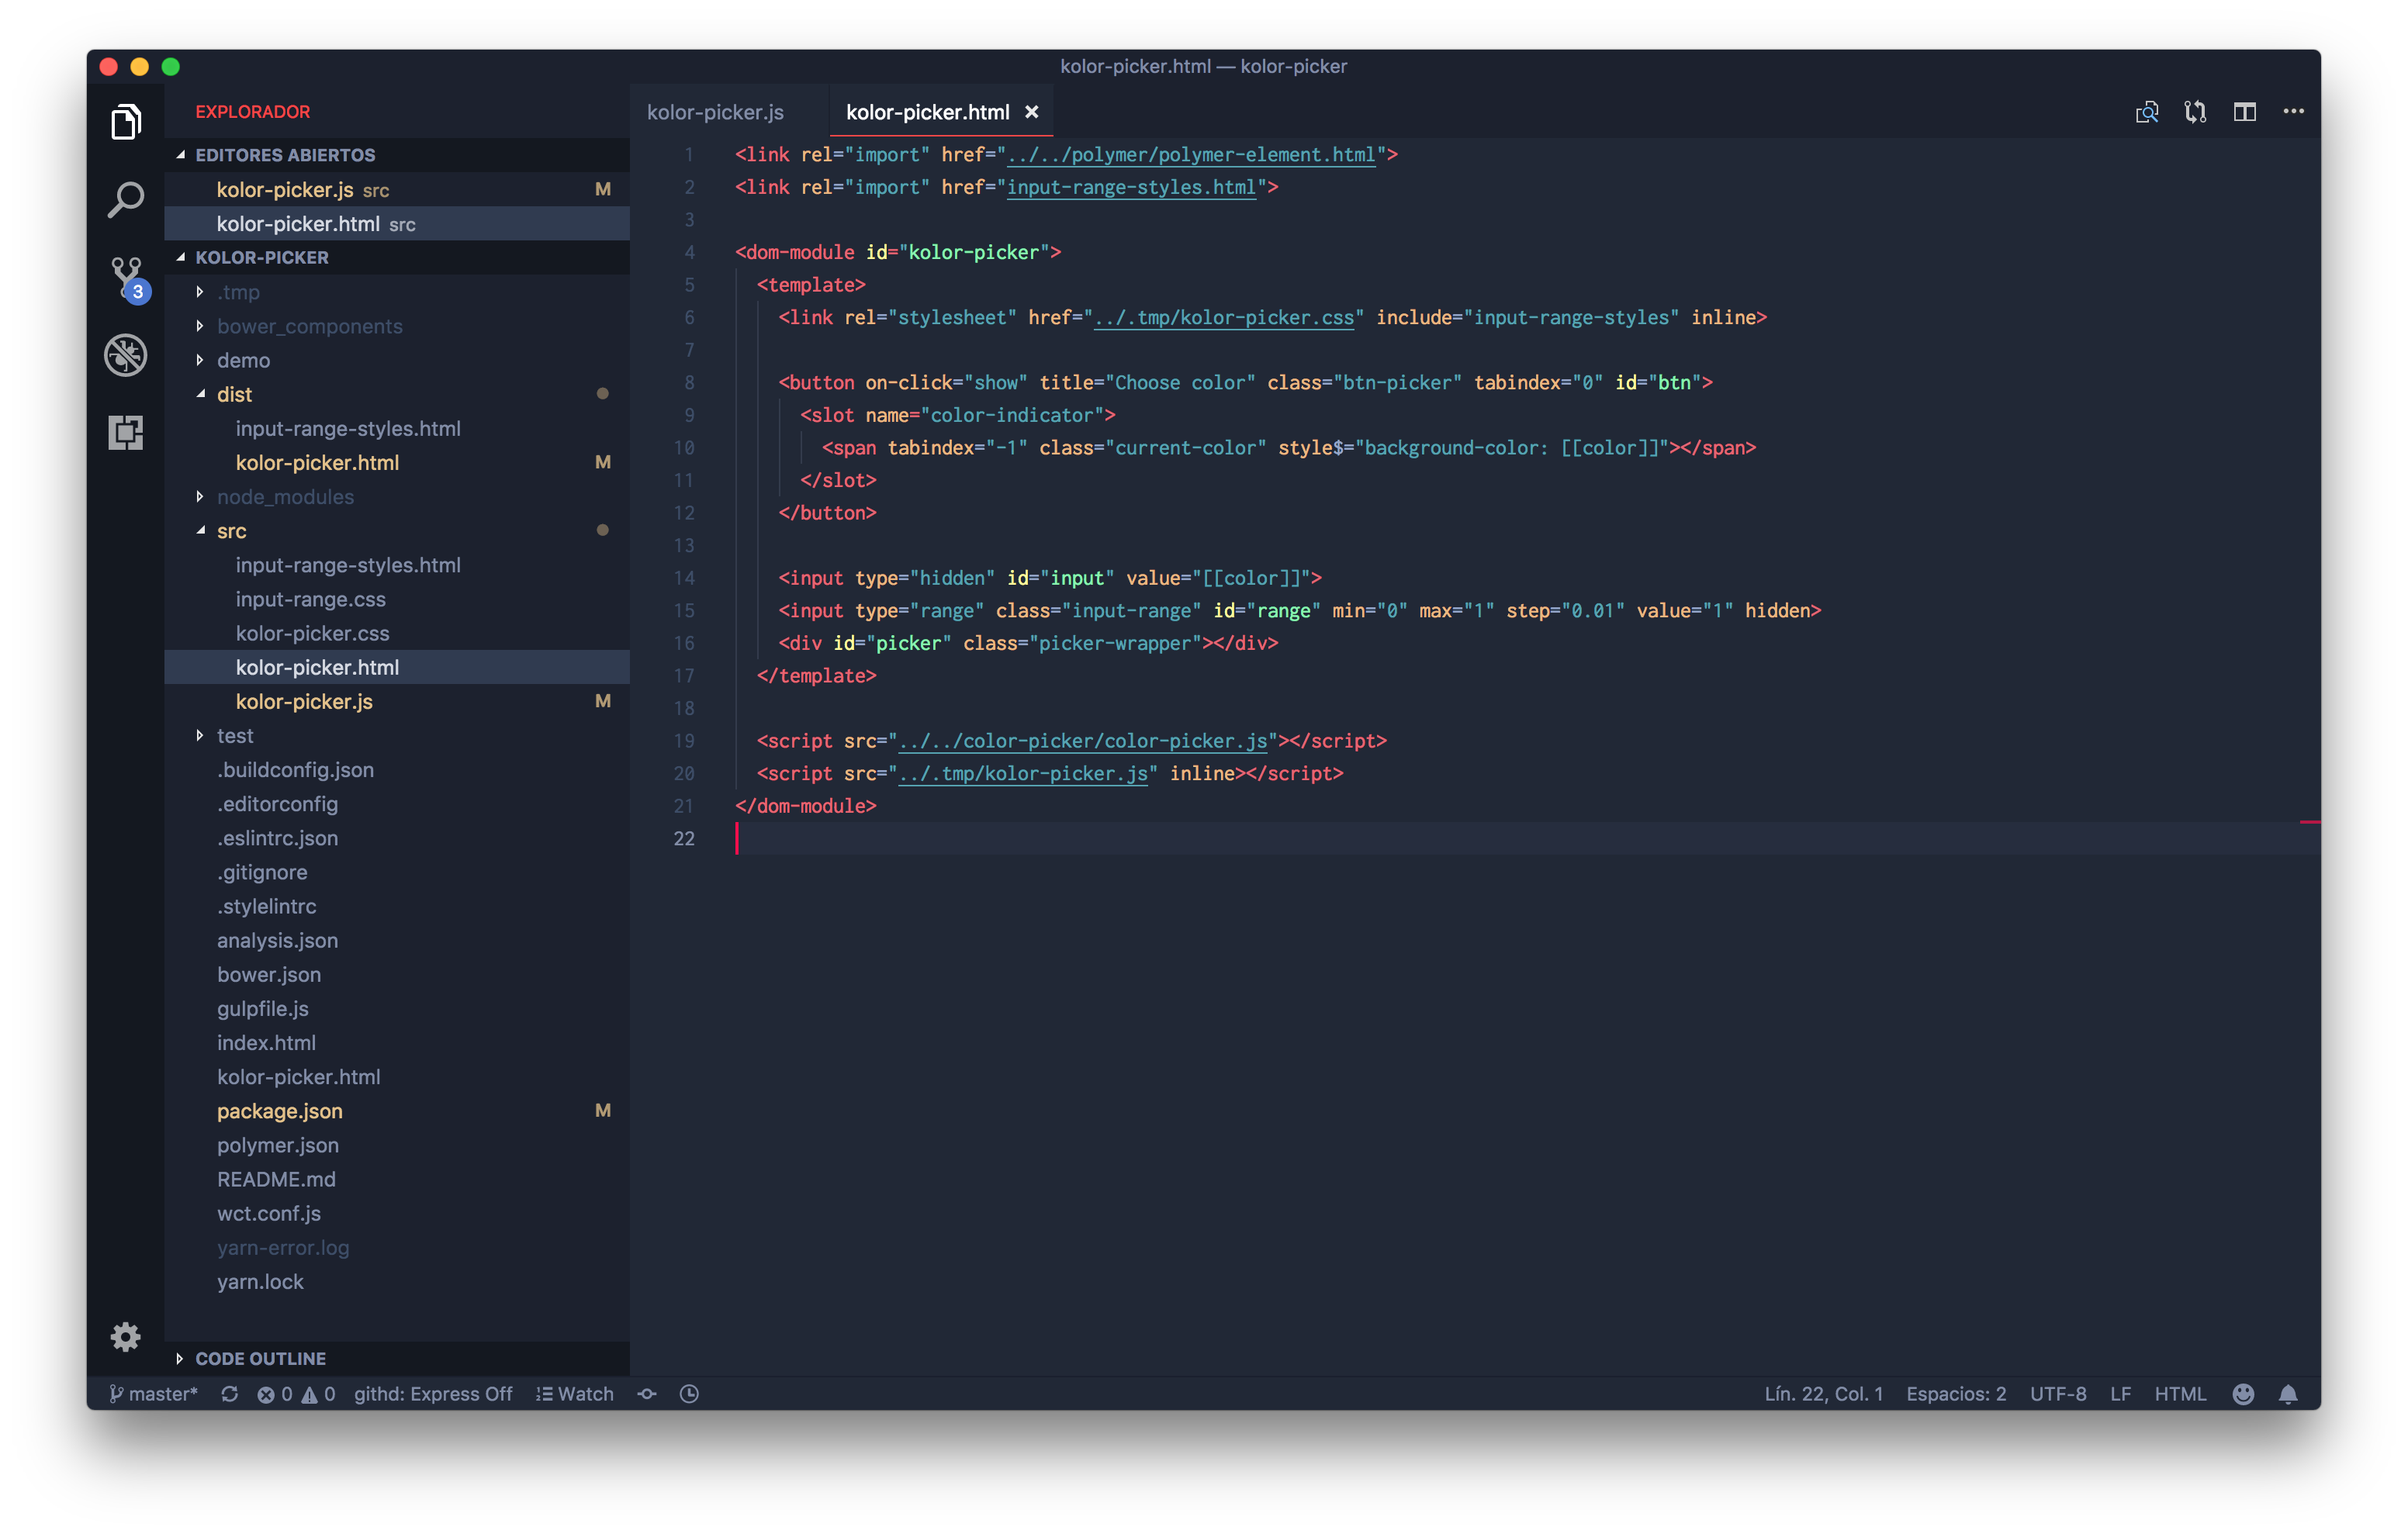 kolor-picker.html — kolor-picker
EXPLORADOR
EDITORES ABIERTOS
kolor-picker.js src M
kolor-picker.html src
3
KOLOR-PICKER
.tmp
bower_components
demo
dist
input-range-styles.html
kolor-picker.html M
node_modules
src
input-range-styles.html
input-range.css
kolor-picker.css
kolor-picker.html
kolor-picker.js M
test
.buildconfig.json
.editorconfig
.eslintrc.json
.gitignore
.stylelintrc
analysis.json
bower.json
gulpfile.js
index.html
kolor-picker.html
package.json M
polymer.json
README.md
wct.conf.js
yarn-error.log
yarn.lock
CODE OUTLINE
kolor-picker.js kolor-picker.html
1 <link rel="import" href="../../polymer/polymer-element.html">
2 <link rel="import" href="input-range-styles.html">
3
4 <dom-module id="kolor-picker">
5 <template>
6 <link rel="stylesheet" href="../.tmp/kolor-picker.css" include="input-range-styles" inline>
7
8 <button on-click="show" title="Choose color" class="btn-picker" tabindex="0" id="btn">
9 <slot name="color-indicator">
10 <span tabindex="-1" class="current-color" style$="background-color: [[color]]"></span>
11 </slot>
12 </button>
13
14 <input type="hidden" id="input" value="[[color]]">
15 <input type="range" class="input-range" id="range" min="0" max="1" step="0.01" value="1" hidden>
16 <div id="picker" class="picker-wrapper"></div>
17 </template>
18
19 <script src="../../color-picker/color-picker.js"></script>
20 <script src="../.tmp/kolor-picker.js" inline></script>
21 </dom-module>
22
master* 0 0 githd: Express Off Watch Lín. 22, Col. 1 Espacios: 2 UTF-8 LF HTML